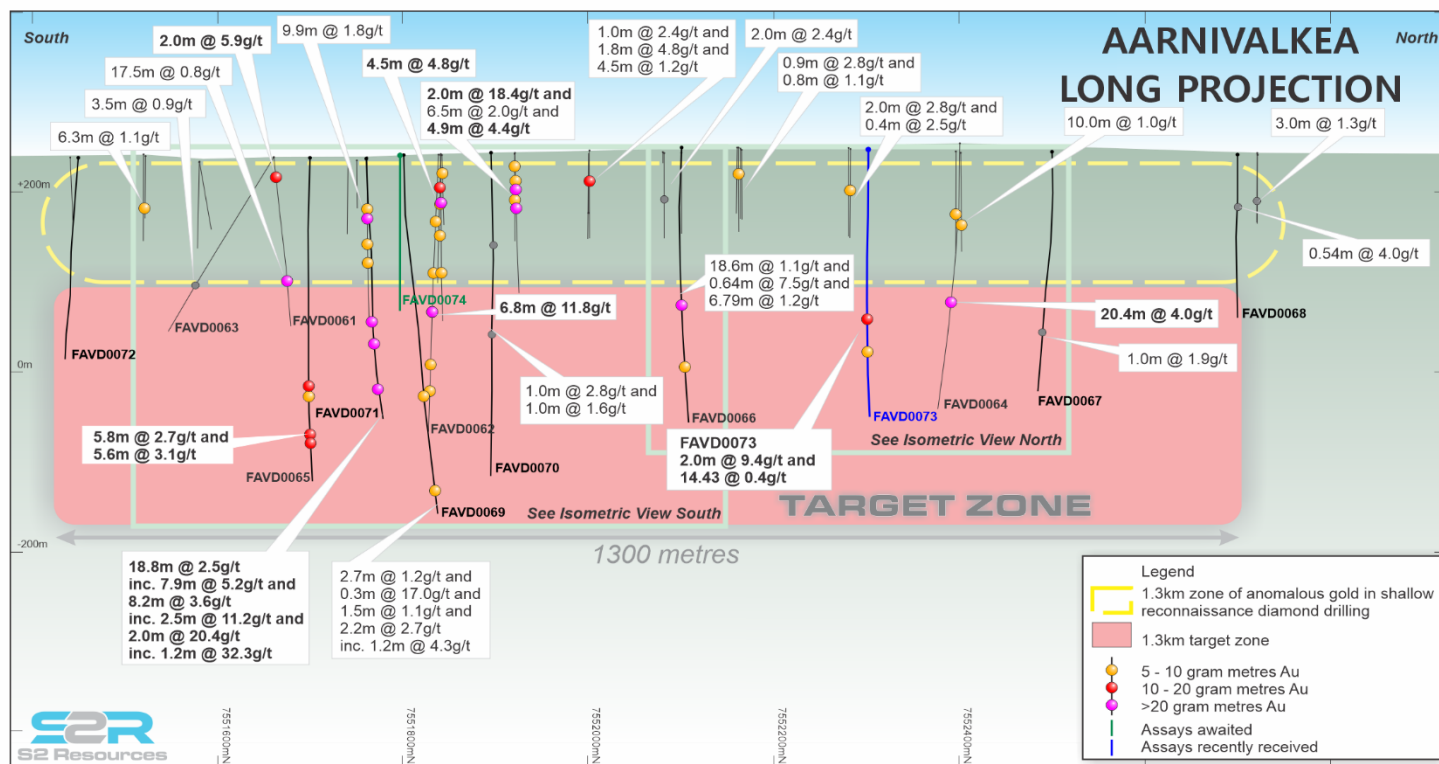 South
AARNIVALKEA
LONG PROJECTION
North
2.0m @ 5.9g/t
9.9m @ 1.8g/t
17.5m @ 0.8g/t
3.5m @ 0.9g/t
6.3m @ 1.1g/t
4.5m @ 4.8g/t
2.0m @ 18.4g/t and
6.5m @ 2.0g/t and
4.9m @ 4.4g/t
1.0m @ 2.4g/t and
1.8m @ 4.8g/t and
4.5m @ 1.2g/t
2.0m @ 2.4g/t
0.9m @ 2.8g/t and
0.8m @ 1.1g/t
2.0m @ 2.8g/t and
0.4m @ 2.5g/t
10.0m @ 1.0g/t
3.0m @ 1.3g/t
0.54m @ 4.0g/t
+200m
0m
-200m
18.6m @ 1.1g/t and
0.64m @ 7.5g/t and
6.79m @ 1.2g/t
6.8m @ 11.8g/t
20.4m @ 4.0g/t
1.0m @ 1.9g/t
1.0m @ 2.8g/t and
1.0m @ 1.6g/t
FAVD0074
FAVD0063
FAVD0061
FAVD0068
FAVD0072
FAVD0071
FAVD0062
FAVD0066
FAVD0073
FAVD0064
FAVD0067
5.8m @ 2.7g/t and
5.6m @ 3.1g/t
FAVD0065
FAVD0070
FAVD0069
FAVD0073
2.0m @ 9.4g/t and
14.43 @ 0.4g/t
See Isometric View North
See Isometric View South
TARGET ZONE
1300 metres
18.8m @ 2.5g/t
inc. 7.9m @ 5.2g/t and
8.2m @ 3.6g/t
inc. 2.5m @ 11.2g/t and
2.0m @ 20.4g/t
inc. 1.2m @ 32.3g/t
2.7m @ 1.2g/t and
0.3m @ 17.0g/t and
1.5m @ 1.1g/t and
2.2m @ 2.7g/t
inc. 1.2m @ 4.3g/t
Legend
1.3km zone of anomalous gold in shallow
reconnaissance diamond drilling
1.3km target zone
5 - 10 gram metres Au
10 - 20 gram metres Au
>20 gram metres Au
Assays awaited
Assays recently received
7551600mN
7551800mN
7552000mN
7552200mN
7552400mN
S2R
S2 Resources